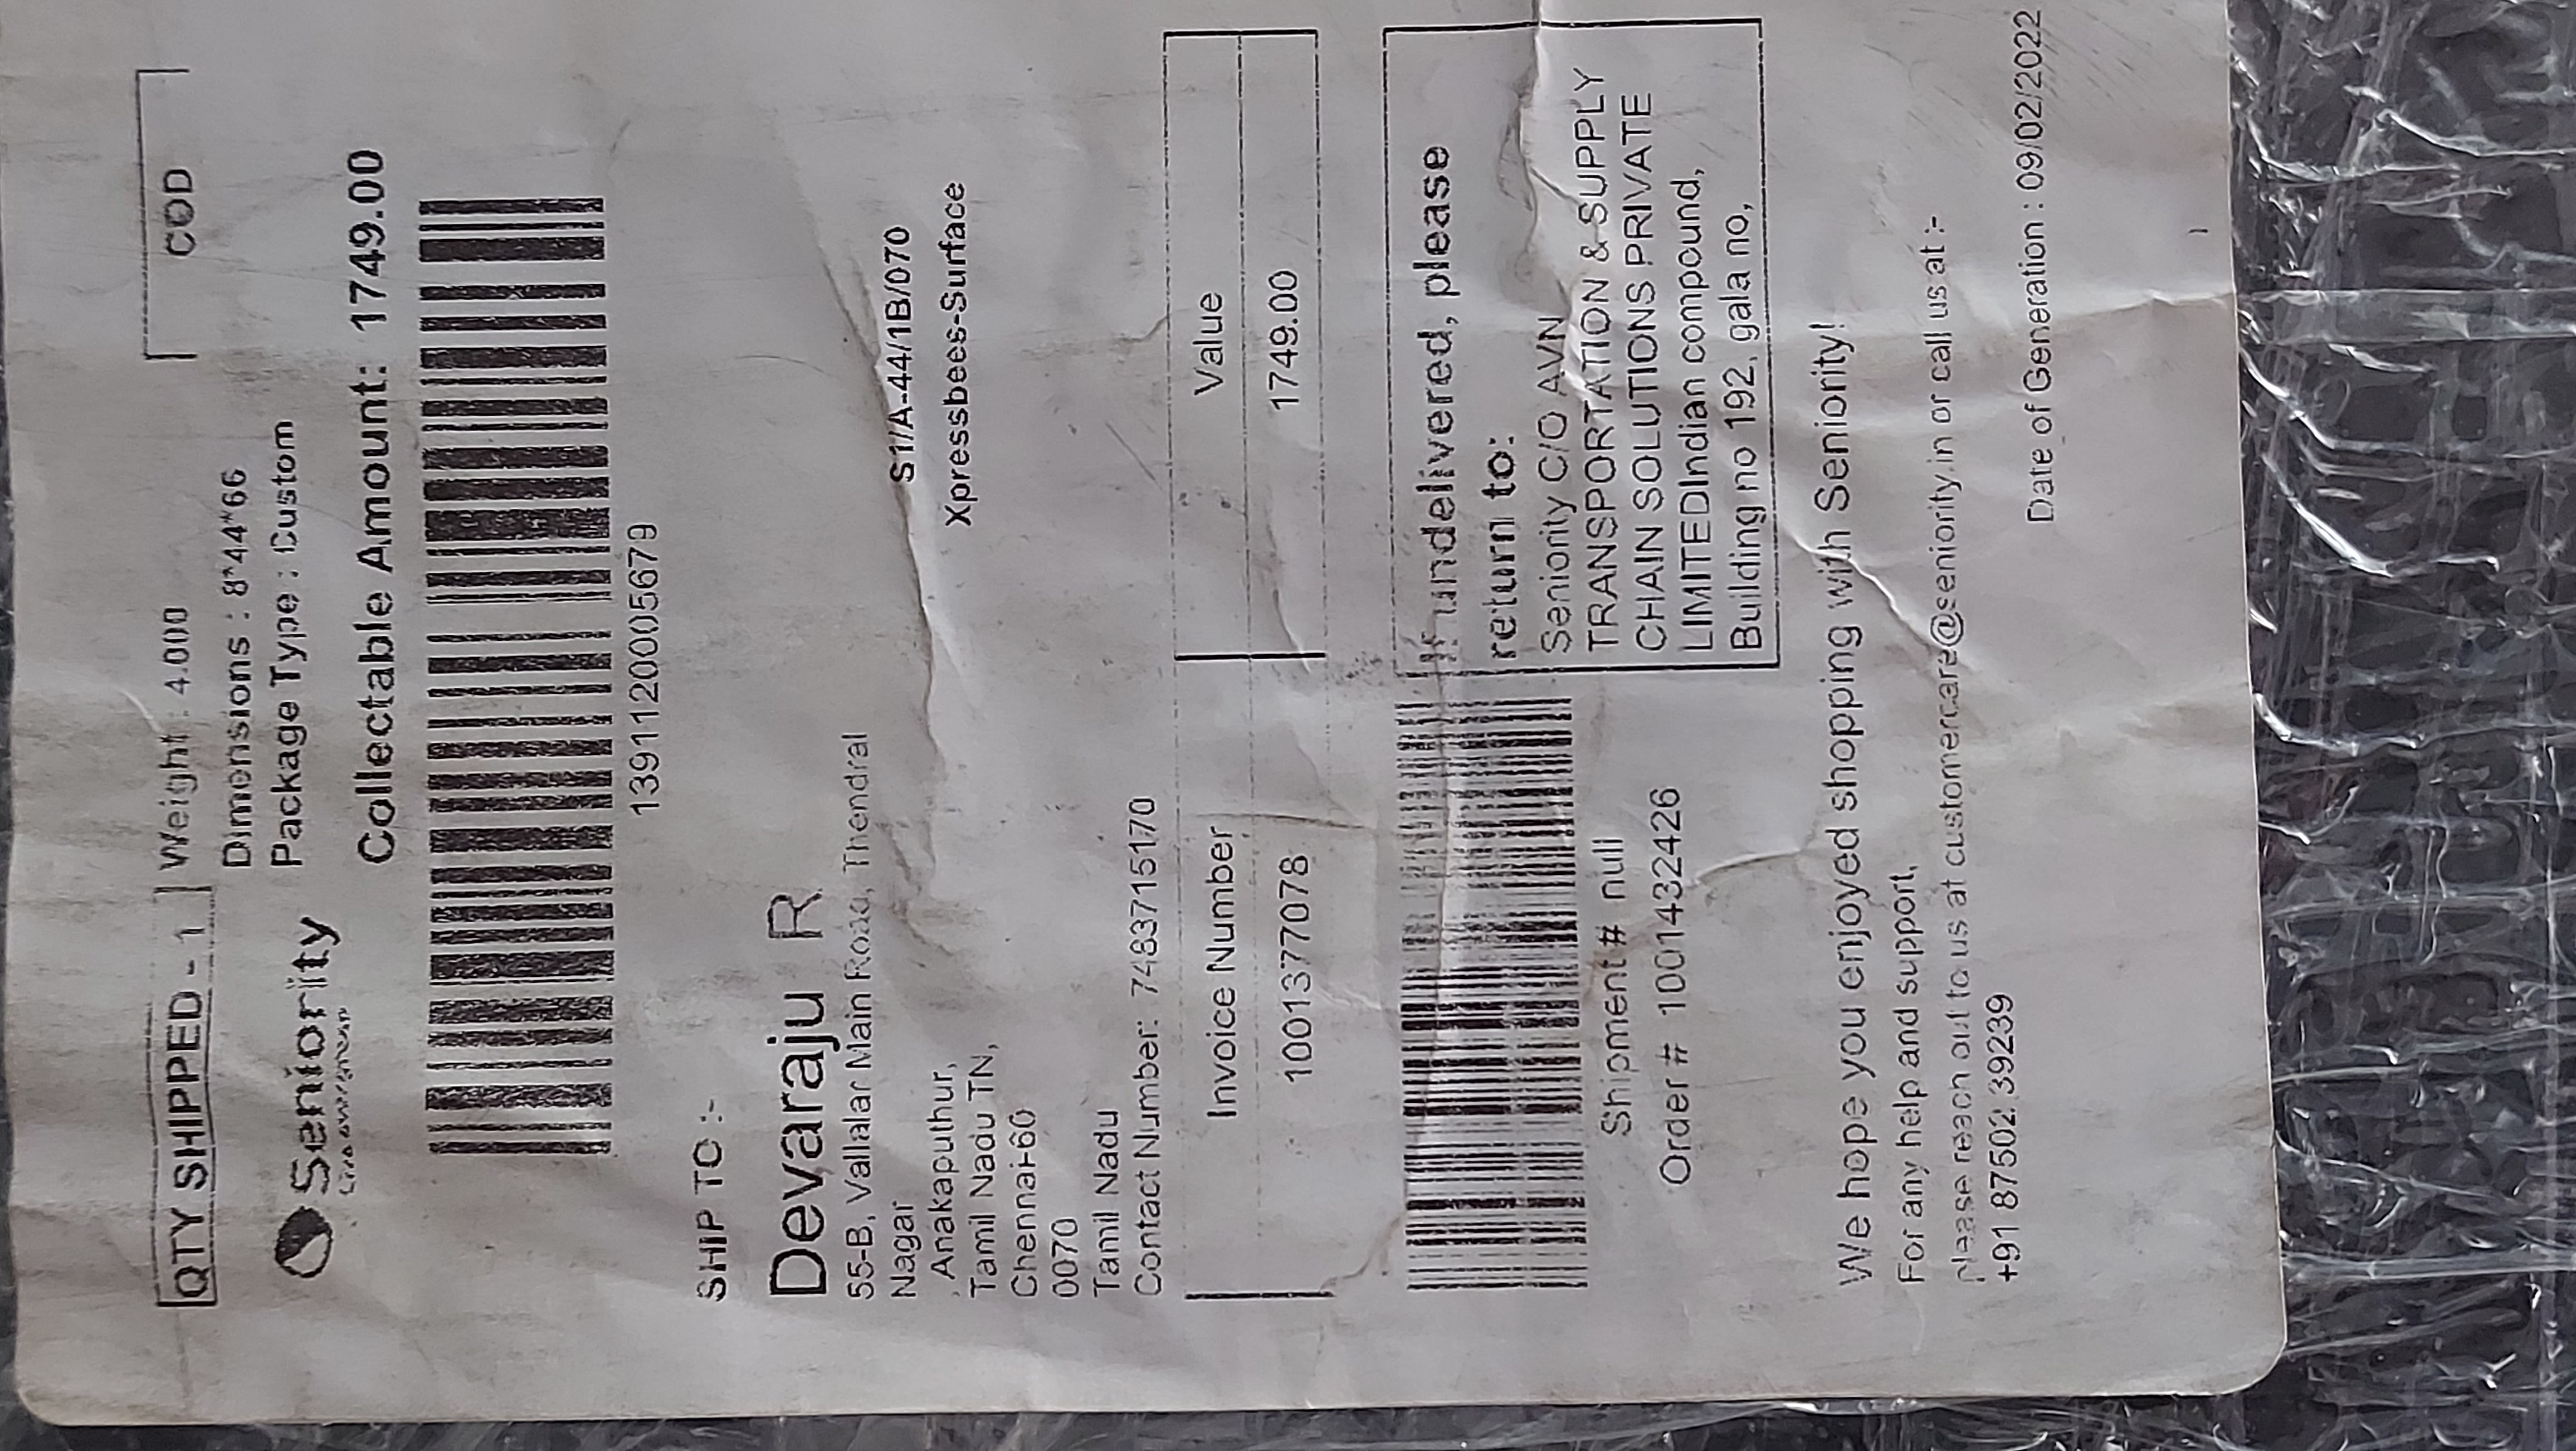 QTY SHIPPED - 1
Weight : 4.000
COD
Dimensions : 8*44*66
Package Type : Custom
Seniority
Collectable Amount: 1749.00
13911200005679
SHIP TO :-
Devaraju R
55-B, Vallalar Main Road, Thendral
Nagar
, Anakaputhur,
Tamil Nadu TN,
Chennai-60
0070
Tamil Nadu
Contact Number: 7483715170
S1/A-44/1B/070
Xpressbees-Surface
Invoice Number Value
1001377078 1749.00
Shipment# null
Order# 1001432426
If undelivered, please
return to:
Seniority C/O AVN
TRANSPORTATION & SUPPLY
CHAIN SOLUTIONS PRIVATE
LIMITEDIndian compound,
Building no 192, gala no,
We hope you enjoyed shopping with Seniority!
For any help and support,
please reach out to us at customercare@seniority.in or call us at :-
+91 87502 39239
Date of Generation : 09/02/2022